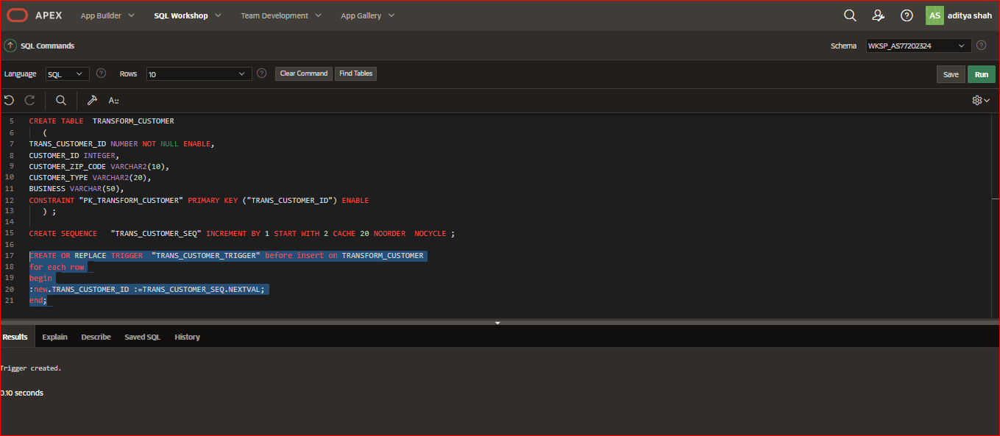 APEX App Builder SQL Workshop Team Development App Gallery AS aditya shah
SQL Commands Schema WKSP_AS77202324
Language SQL Rows 10 Clear Command Find Tables Save Run
A::
5 CREATE TABLE  TRANSFORM_CUSTOMER
6 (
7 TRANS_CUSTOMER_ID NUMBER NOT NULL ENABLE,
8 CUSTOMER_ID INTEGER,
9 CUSTOMER_ZIP_CODE VARCHAR2(10),
10 CUSTOMER_TYPE VARCHAR2(20),
11 BUSINESS VARCHAR(50),
12 CONSTRAINT "PK_TRANSFORM_CUSTOMER" PRIMARY KEY ("TRANS_CUSTOMER_ID") ENABLE
13 ) ;
14
15 CREATE SEQUENCE   "TRANS_CUSTOMER_SEQ" INCREMENT BY 1 START WITH 2 CACHE 20 NOORDER  NOCYCLE ;
16
17 CREATE OR REPLACE TRIGGER  "TRANS_CUSTOMER_TRIGGER" before insert on TRANSFORM_CUSTOMER
18 for each row
19 begin
20 :new.TRANS_CUSTOMER_ID :=TRANS_CUSTOMER_SEQ.NEXTVAL;
21 end;
Results Explain Describe Saved SQL History
Trigger created.
0.10 seconds